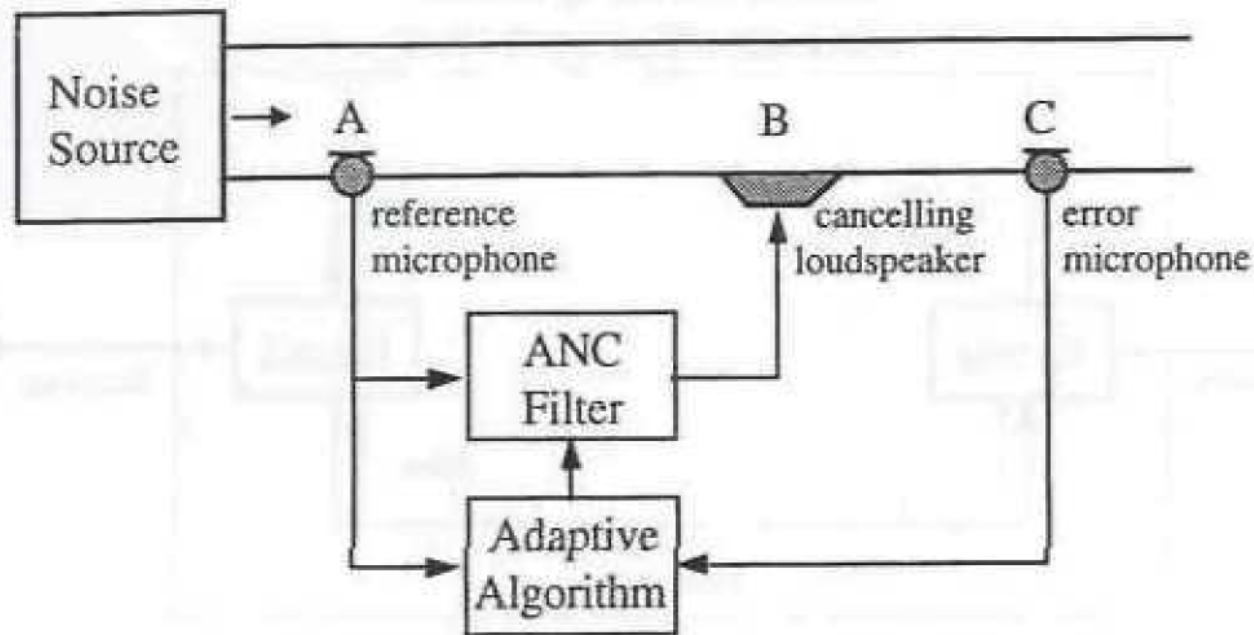 Noise
Source
A
B
C
reference
microphone
cancelling
loudspeaker
error
microphone
ANC
Filter
Adaptive
Algorithm